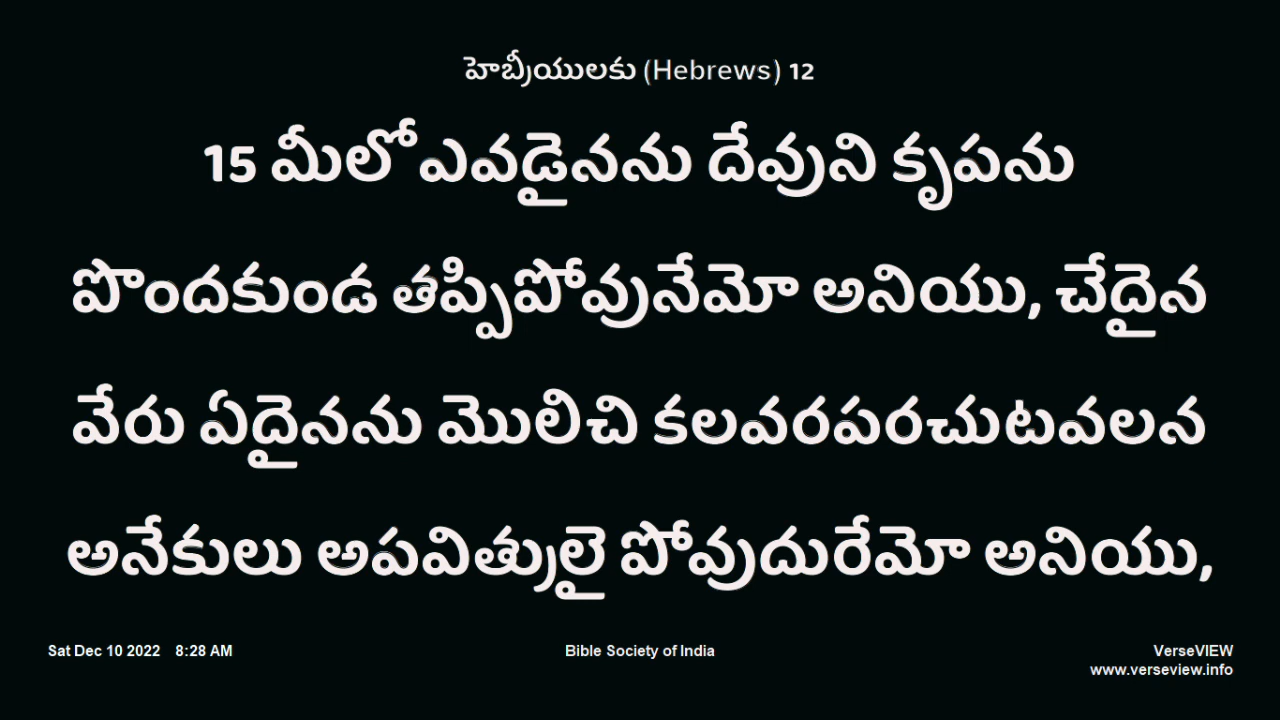 హెబ్రీయులకు (Hebrews) 12
15 మీలో ఎవడైనను దేవుని కృపను
పొందకుండ తప్పిపోవునేమో అనియు, చేదైన
వేరు ఏదైనను మొలిచి కలవరపరచుటవలన
అనేకులు అపవిత్రులై పోవుదురేమో అనియు,
Sat Dec 10 2022 8:28 AM
Bible Society of India
VerseVIEW
www.verseview.info